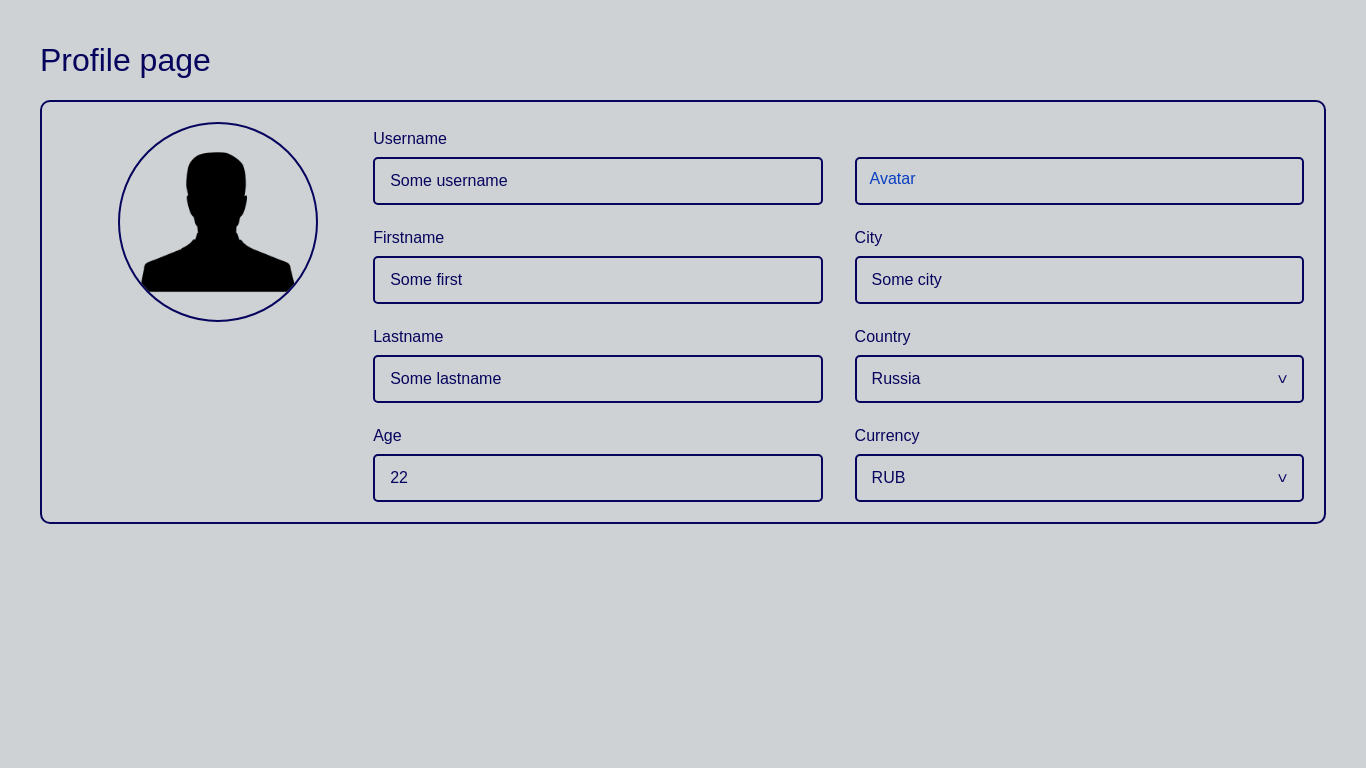 Profile page
Username
Some username
Avatar
Firstname
City
Some first
Some city
Lastname
Country
Some lastname
Russia
Age
Currency
22
RUB